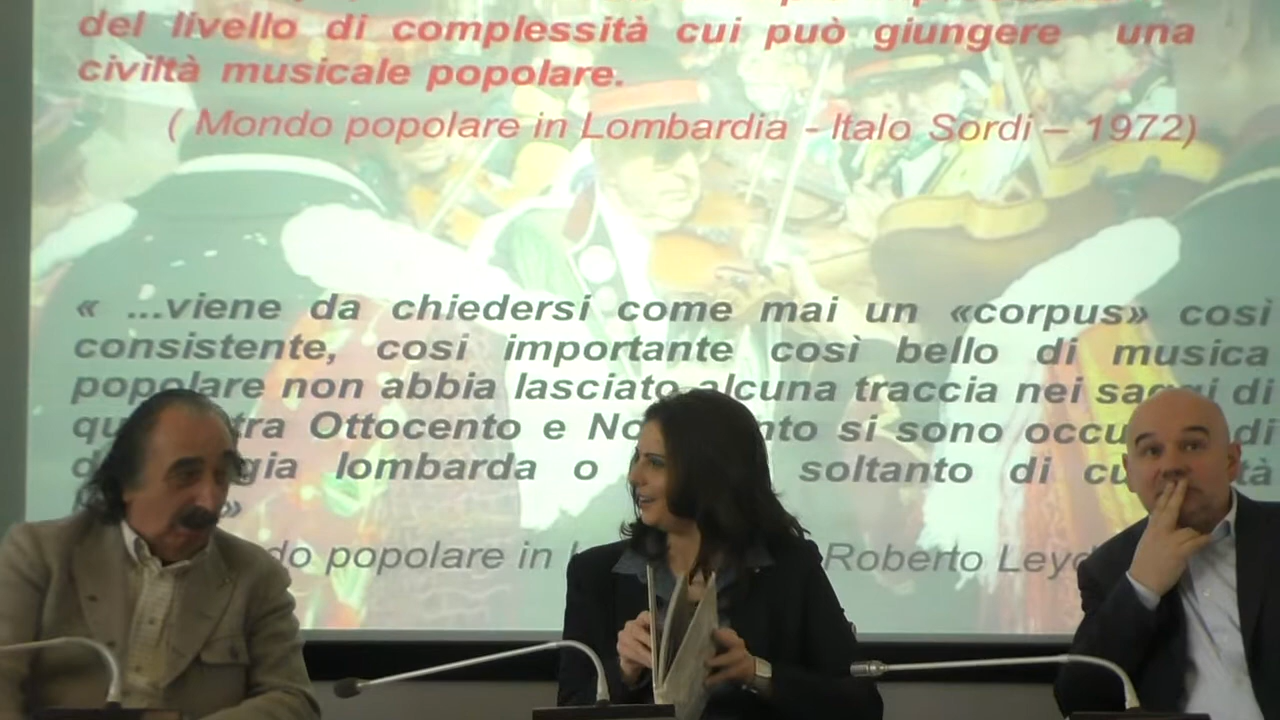 del livello di complessità cui può giungere una
civiltà musicale popolare.
( Mondo popolare in Lombardia - Italo Sordi – 1972)
« ...viene da chiedersi come mai un «corpus» così
consistente, cosi importante così bello di musica
popolare non abbia lasciato alcuna traccia nei saggi di
tra Ottocento e si sono di
lombarda o soltanto di
»
popolare in Roberto